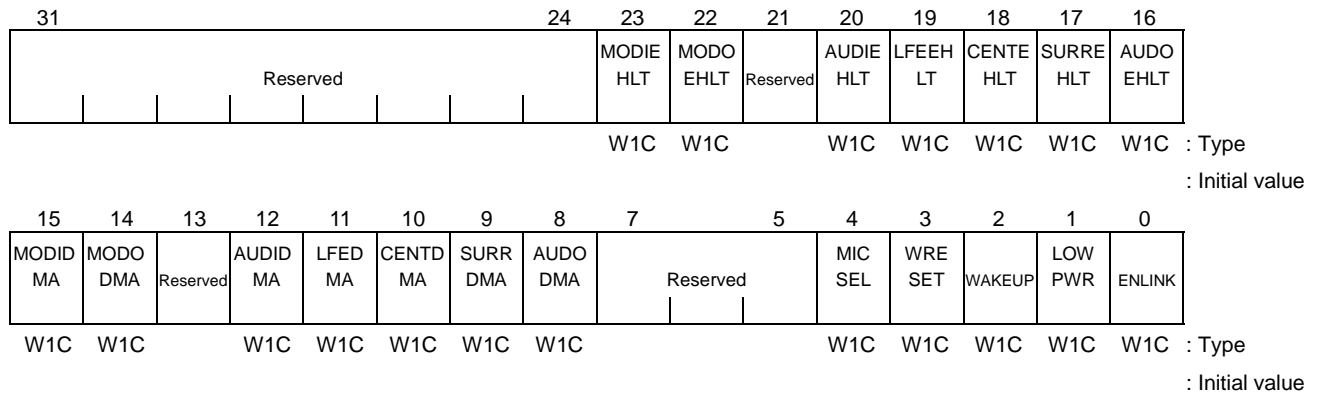 31 24 23 22 21 20 19 18 17 16
MODIE MODO AUDIE LFEEH CENTE SURRE AUDO
Reserved HLT EHLT Reserved HLT LT HLT HLT EHLT
W1C W1C W1C W1C W1C W1C W1C : Type
: Initial value
15 14 13 12 11 10 9 8 7 5 4 3 2 1 0
MODID MODO AUDID LFED CENTD SURR AUDO MIC WRE LOW
MA DMA Reserved MA MA MA DMA DMA Reserved SEL SET WAKEUP PWR ENLINK
W1C W1C W1C W1C W1C W1C W1C W1C W1C W1C W1C W1C : Type
: Initial value